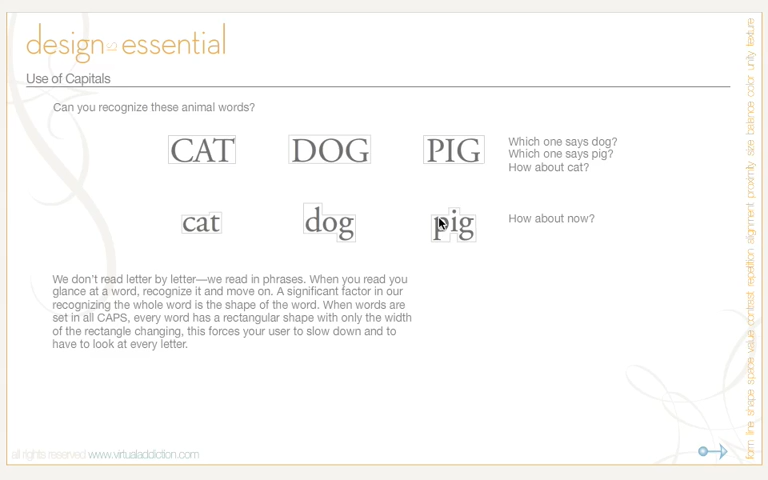 design essential
Use of Capitals
Can you recognize these animal words?
CAT DOG PIG
Which one says dog?
Which one says pig?
How about cat?
cat dog pig
How about now?
We don't read letter by letter—we read in phrases. When you read you
glance at a word, recognize it and move on. A significant factor in our
recognizing the whole word is the shape of the word. When words are
set in all CAPS, every word has a rectangular shape with only the width
of the rectangle changing, this forces your user to slow down and to
have to look at every letter.
all rights reserved www.virtualaddiction.com
form line shape space value contrast repetition alignment proximity size balance color unity texture